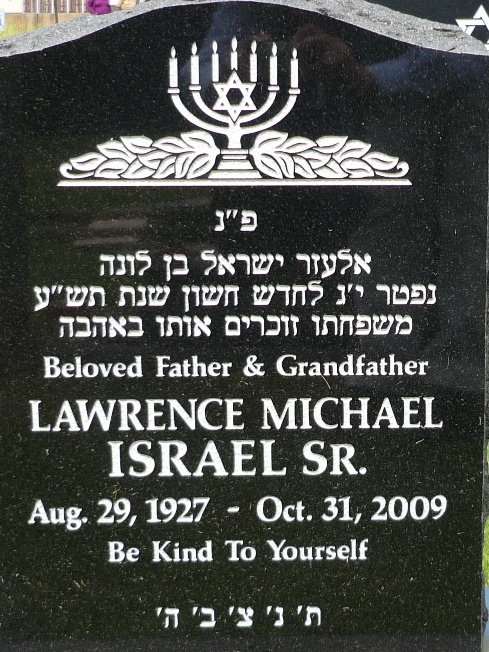 פ"נ
אלעזר ישראל בן לונה
נפטר י"ג לחדש חשון שנת תש"ע
משפחתו זוכרים אותו באהבה
Beloved Father & Grandfather
LAWRENCE MICHAEL
ISRAEL SR.
Aug. 29, 1927 - Oct. 31, 2009
Be Kind To Yourself
ת' נ' צ' ב' ה'